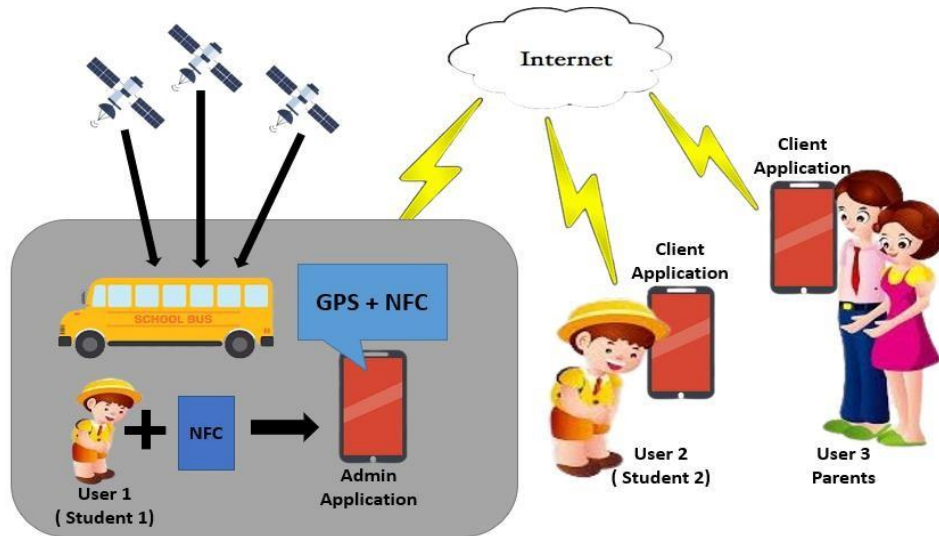 Internet
Client
Application
Client
Application
GPS + NFC
SCHOOL BUS
NFC
Admin
Application
User 1
( Student 1)
User 2
( Student 2)
User 3
Parents